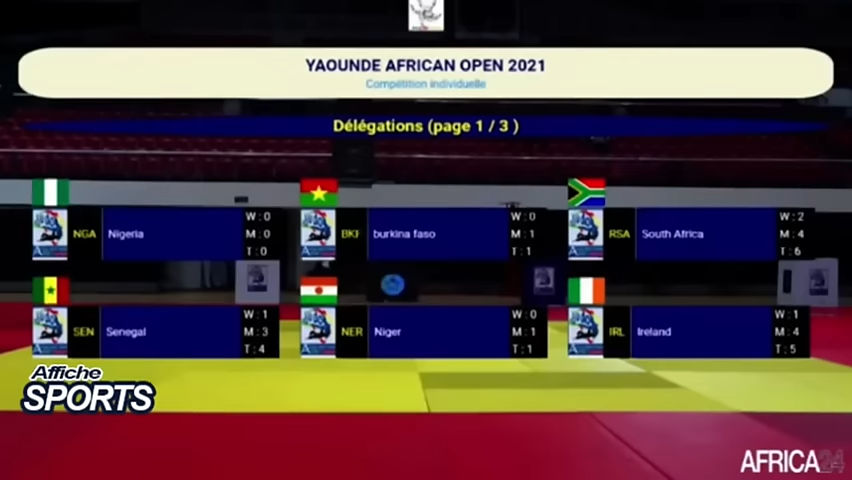 YAOUNDE AFRICAN OPEN 2021
Compétition individuelle
Délégations (page 1 / 3 )
NGA Nigeria W : 0 M : 0 T : 0
BKF burkina faso W : 0 M : 1 T : 1
RSA South Africa W : 2 M : 4 T : 6
SEN Senegal W : 1 M : 3 T : 4
NER Niger W : 0 M : 1 T : 1
IRL Ireland W : 1 M : 4 T : 5
Affiche
SPORTS
AFRICA24